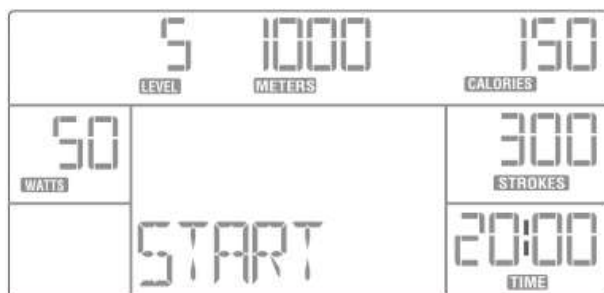 5 1000 150
LEVEL METERS CALORIES
50 300
WATTS STROKES
START 20:00
TIME